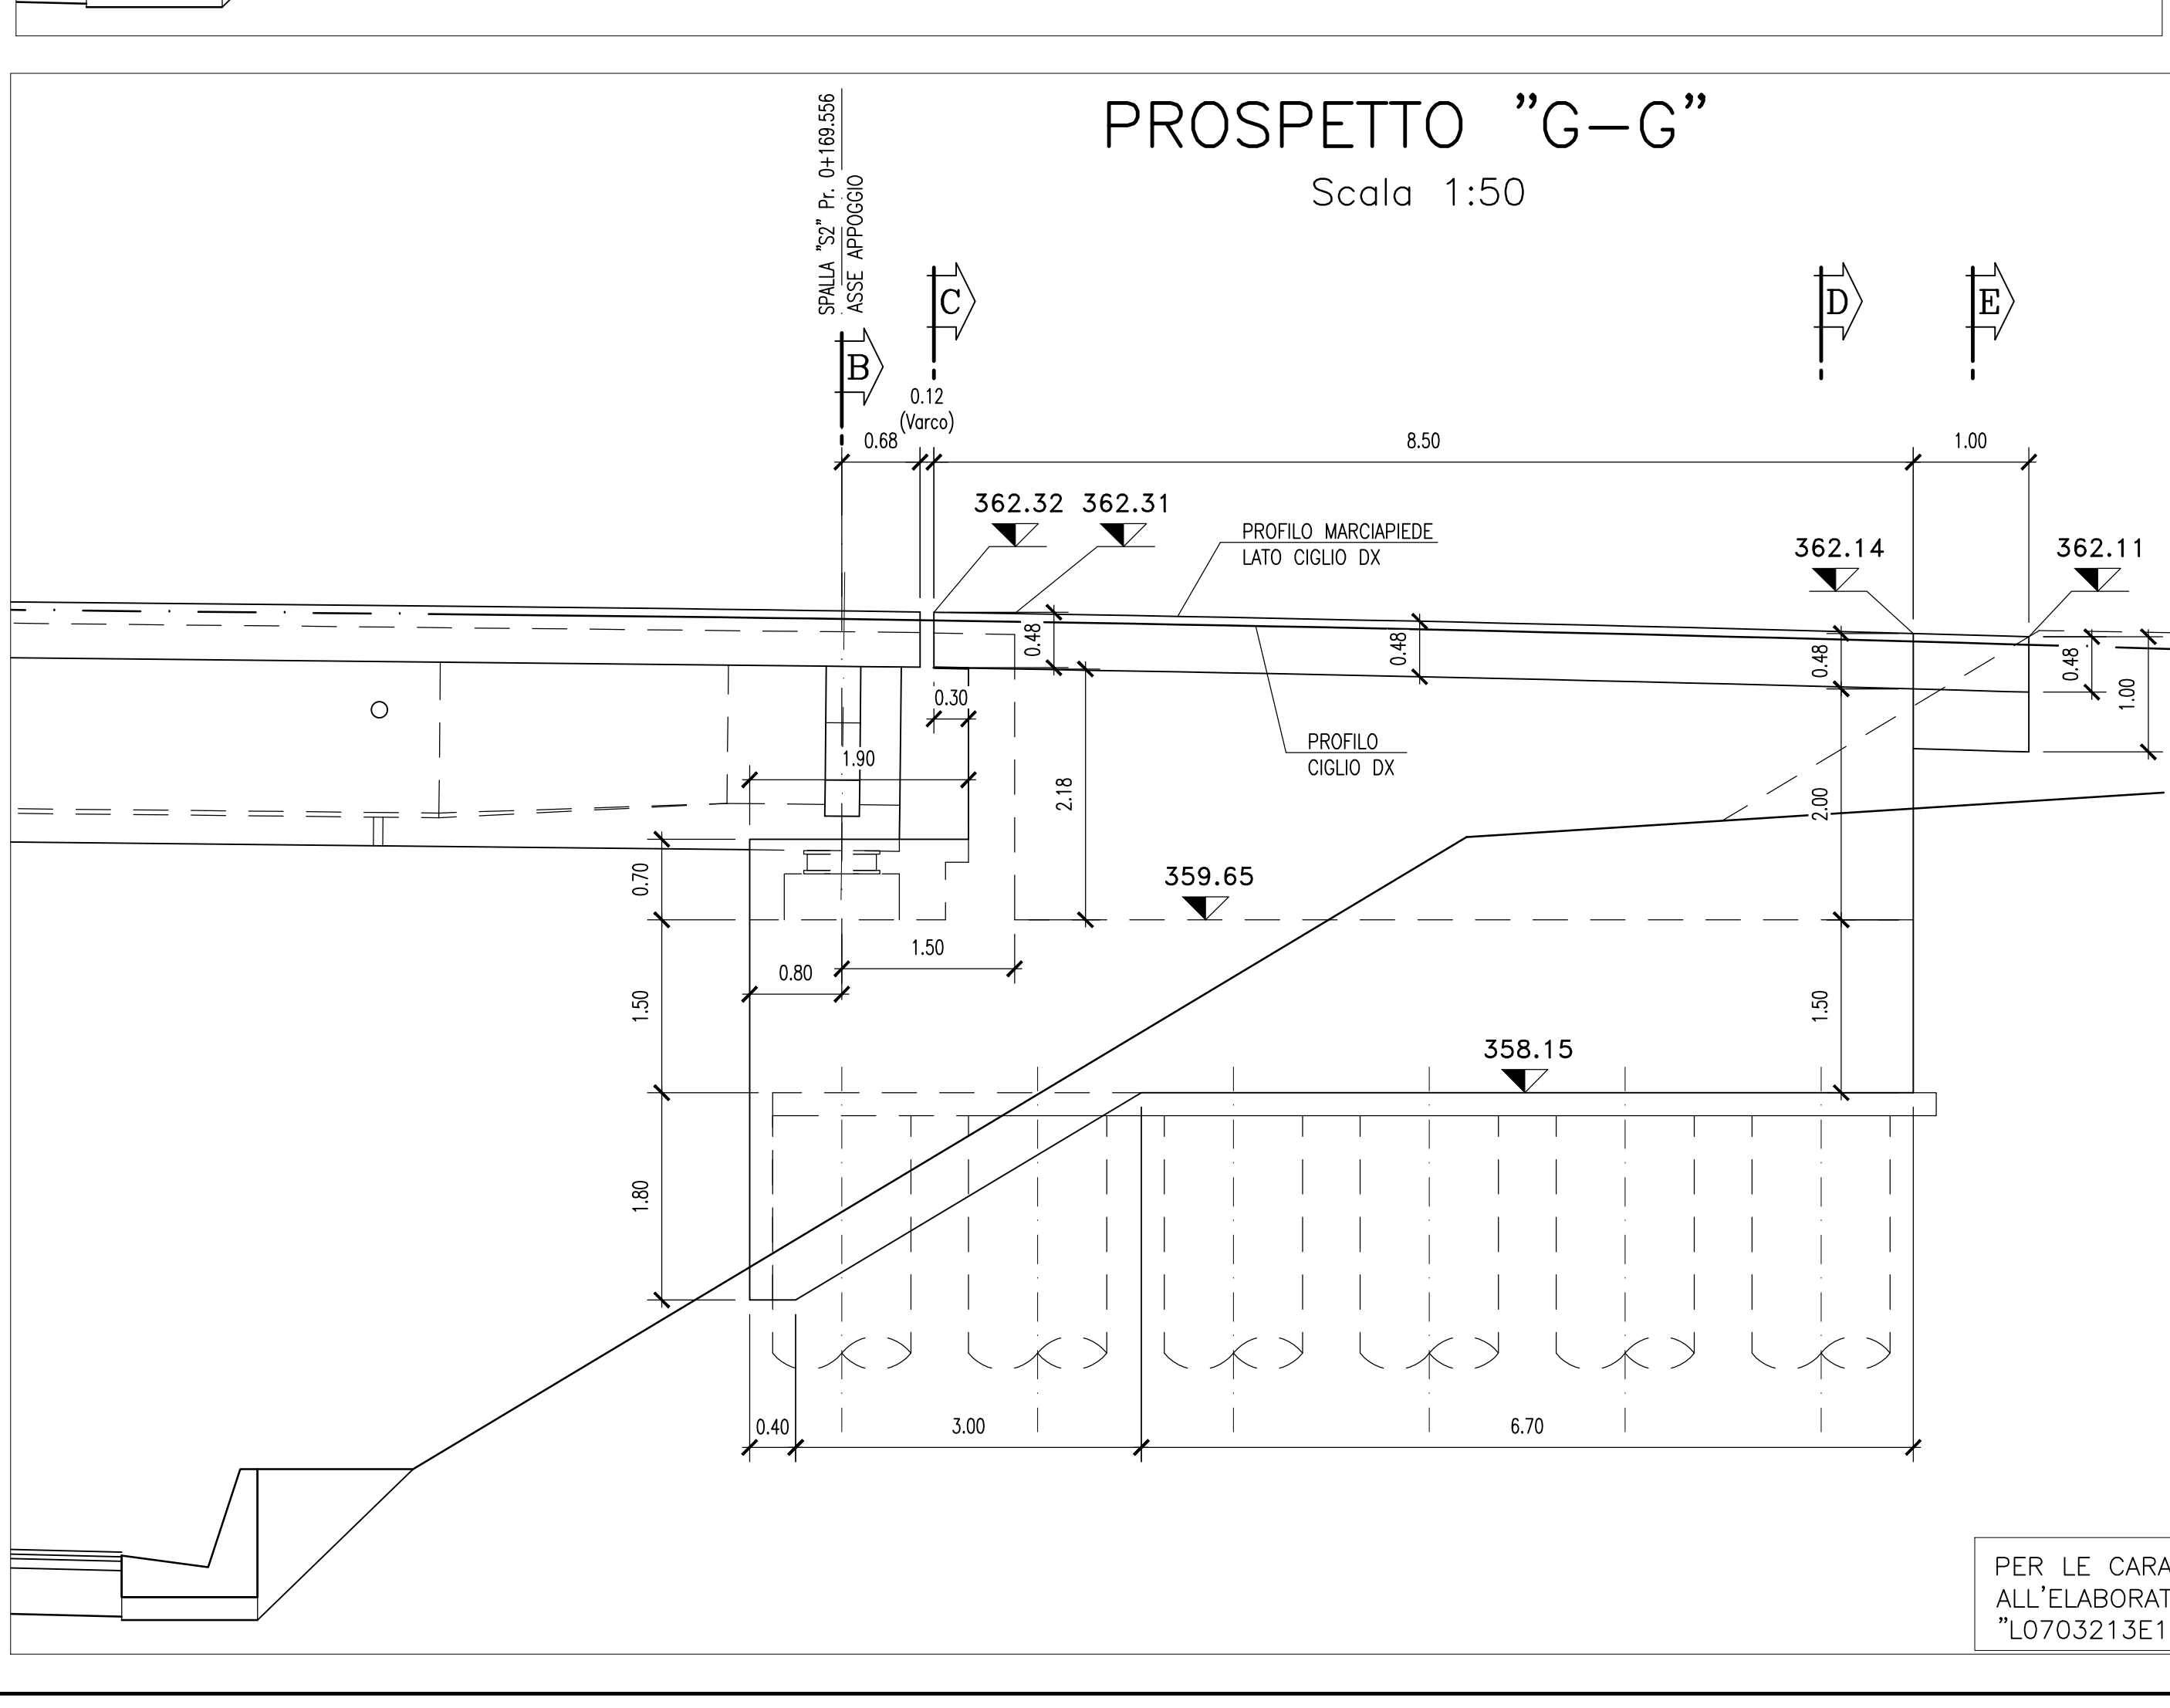 PROSPETTO "G–G"
Scala 1:50
SPALLA "S2" Pr. 0+169.556
ASSE APPOGGIO
C
D
E
B
0.12
(Varco)
0.68
8.50
1.00
362.32
362.31
PROFILO MARCIAPIEDE
LATO CIGLIO DX
362.14
362.11
0.48
0.48
0.48
0.48
1.00
0.30
PROFILO
CIGLIO DX
1.90
2.18
2.00
0.70
359.65
1.50
0.80
1.50
1.50
358.15
1.80
0.40
3.00
6.70
PER LE CARA
ALL'ELABORAT
"L0703213E1